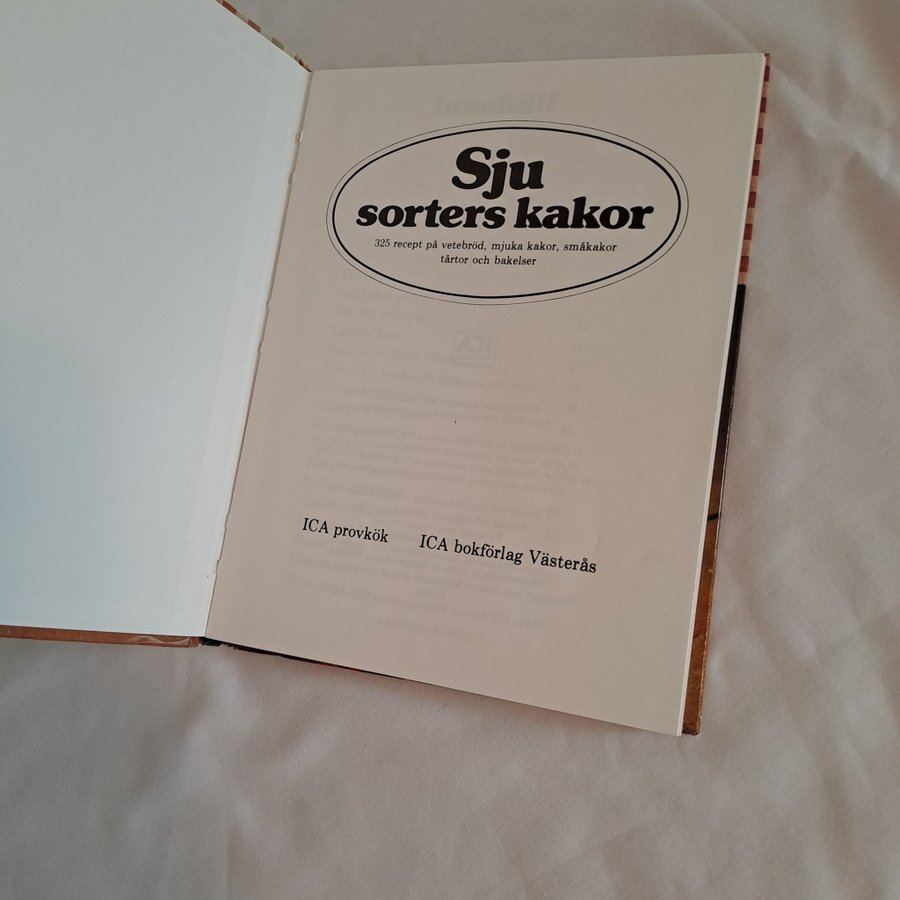 Sju
sorters kakor
325 recept på vetebröd, mjuka kakor, småkakor
tårtor och bakelser
ICA provkök ICA bokförlag Västerås